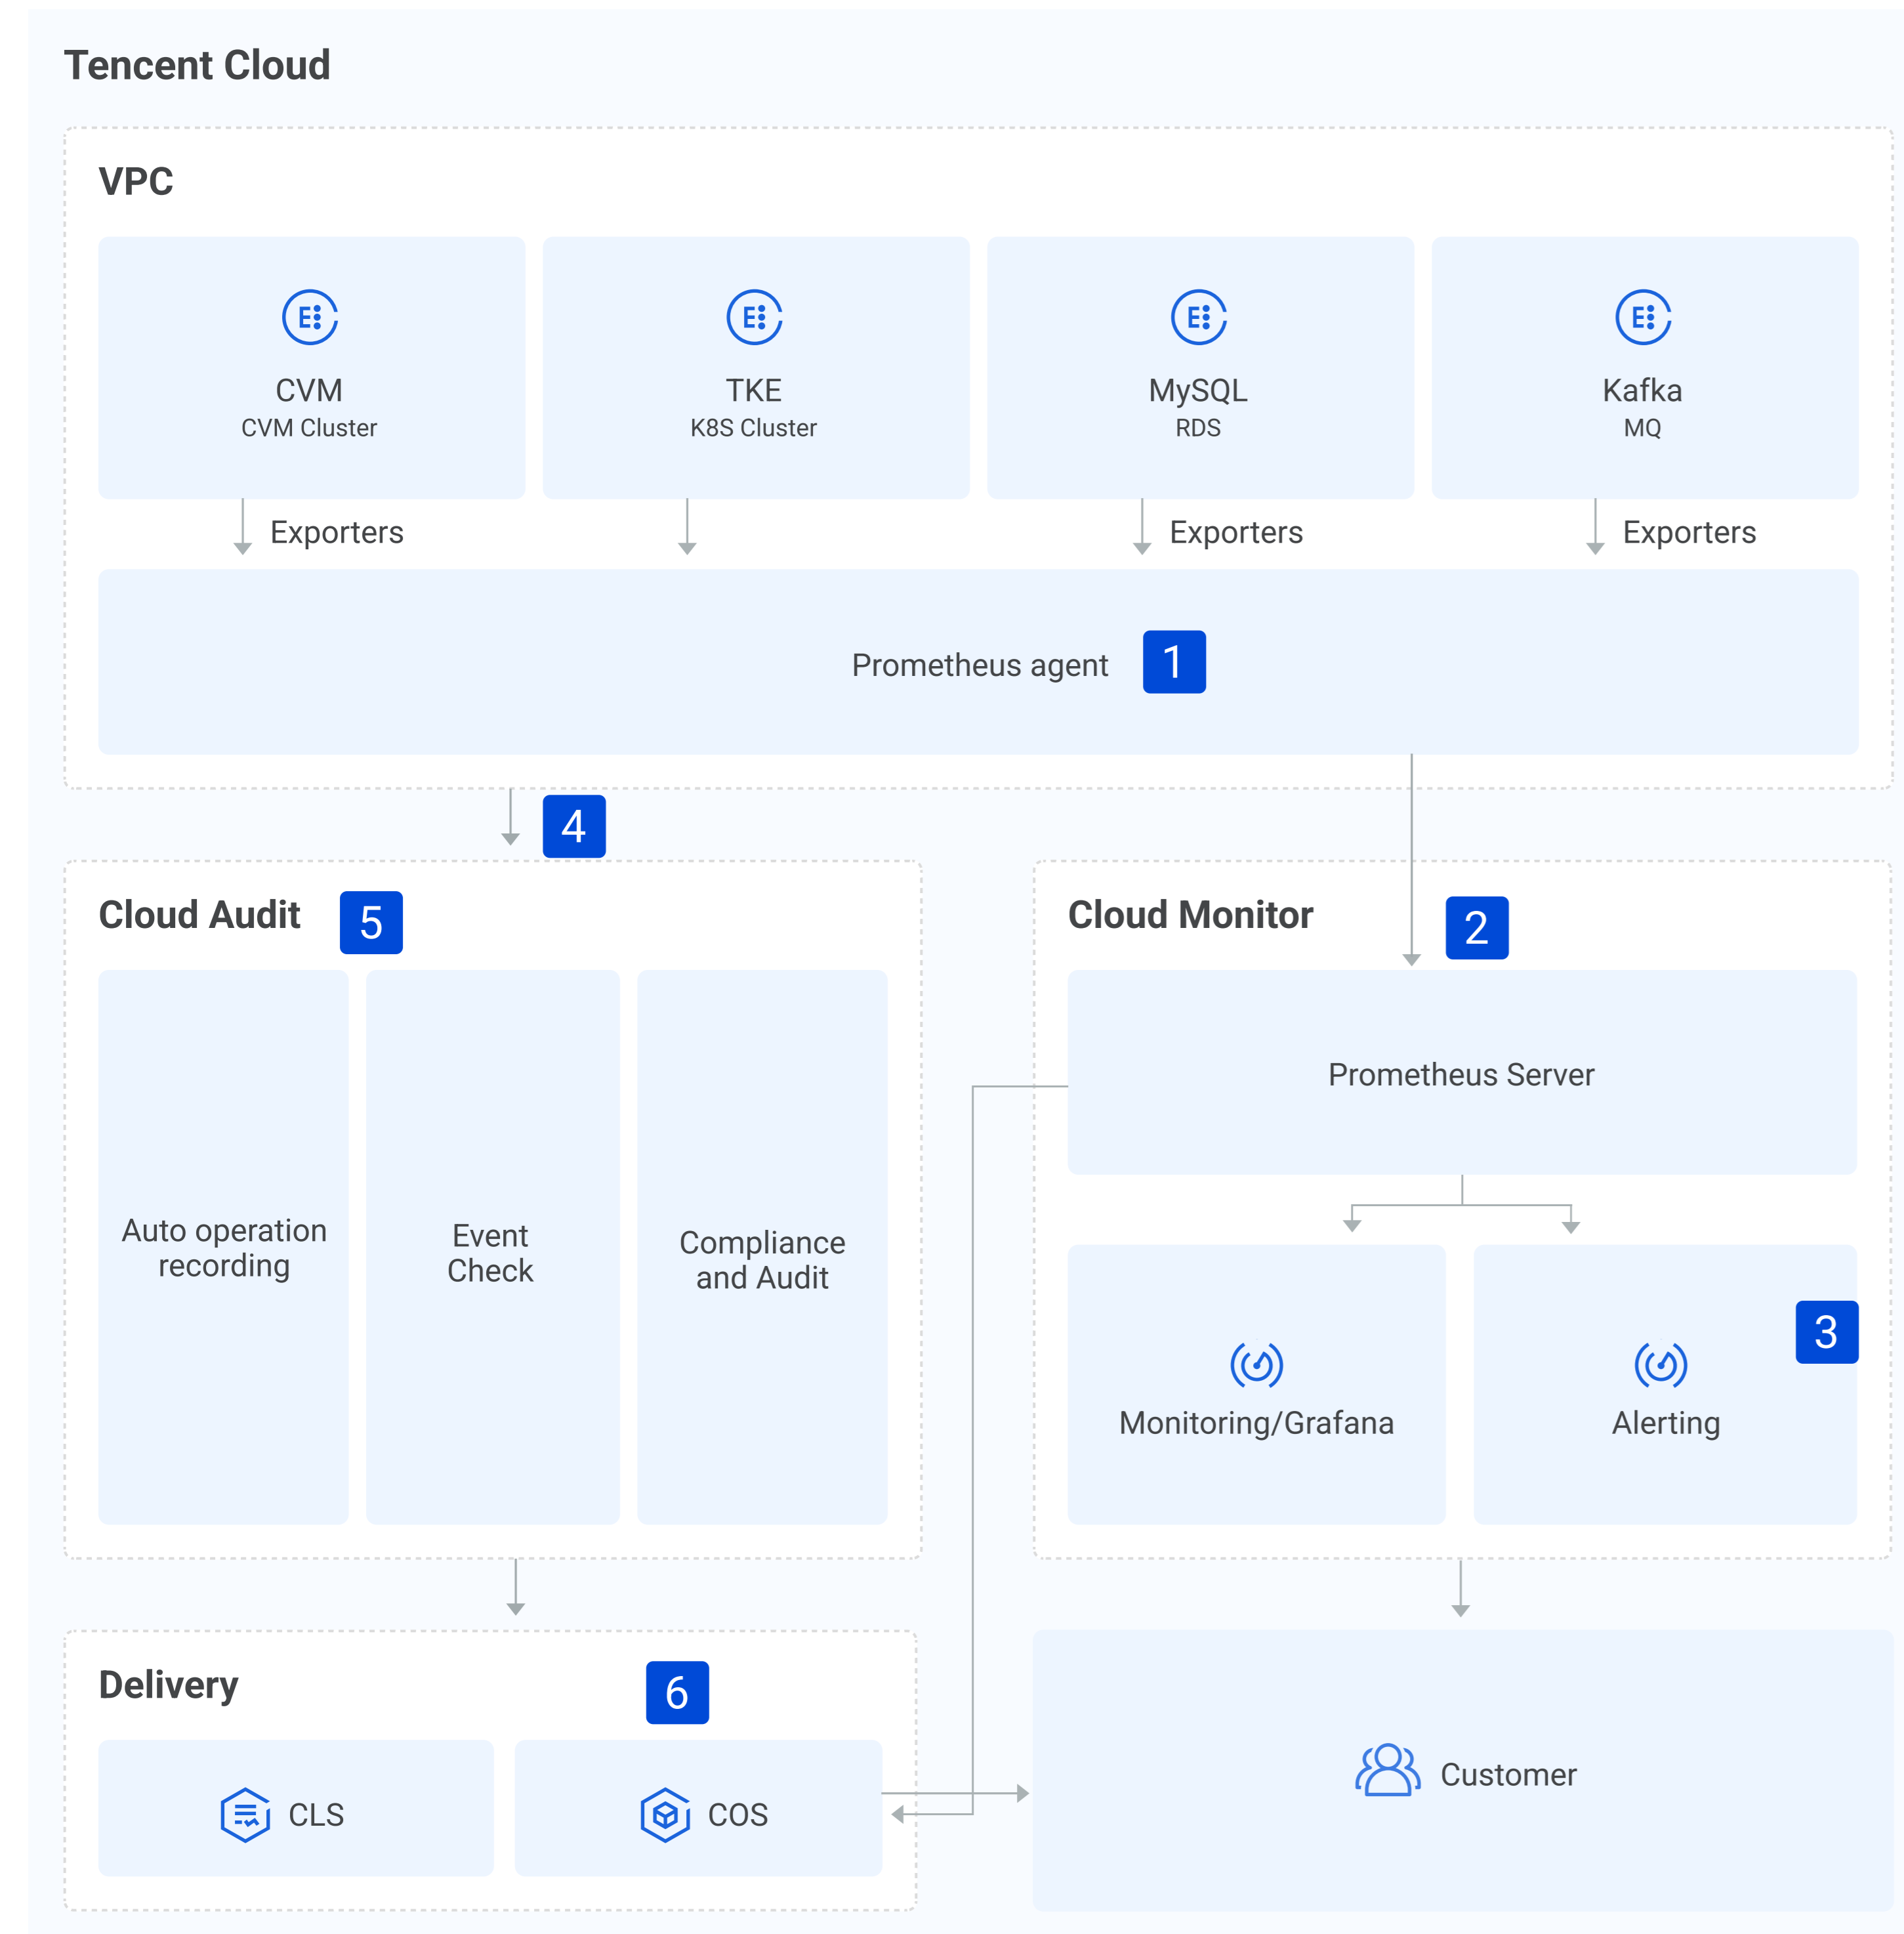 Tencent Cloud
VPC
CVM
CVM Cluster
TKE
K8S Cluster
MySQL
RDS
Kafka
MQ
Exporters
Exporters
Exporters
Prometheus agent
1
4
Cloud Audit
5
Auto operation
recording
Event
Check
Compliance
and Audit
Cloud Monitor
2
Prometheus Server
Monitoring/Grafana
3
Alerting
Delivery
6
CLS
COS
Customer